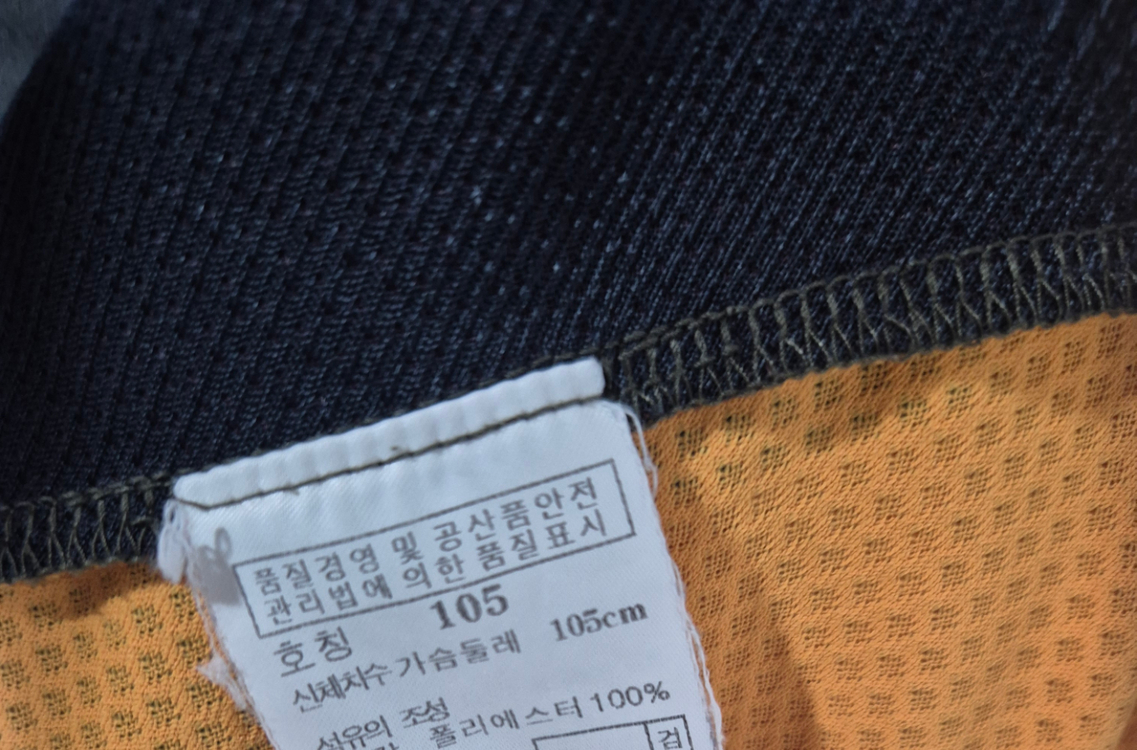 품질경영 및 공산품안전
관리법에 의한 품질표시
호칭 105
신체치수 가슴둘레 105cm
섬유의 조성
폴리에스터 100%
검